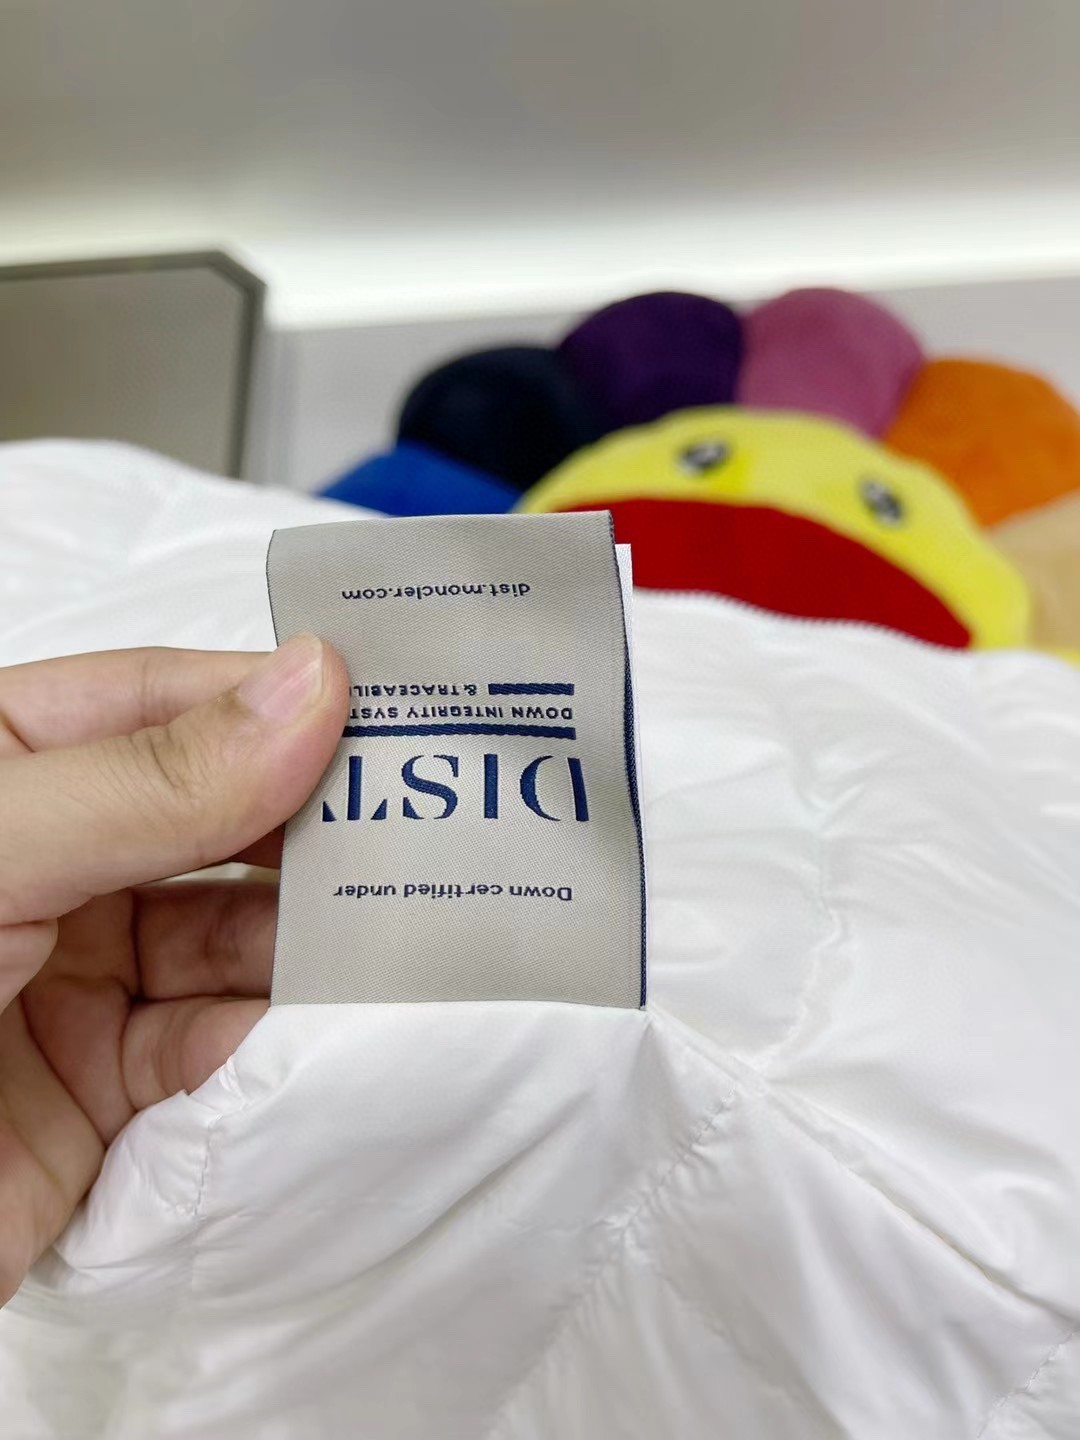 Down certified under
DIST
DOWN INTEGRITY SYST
& TRACEABILI
dist.moncler.com